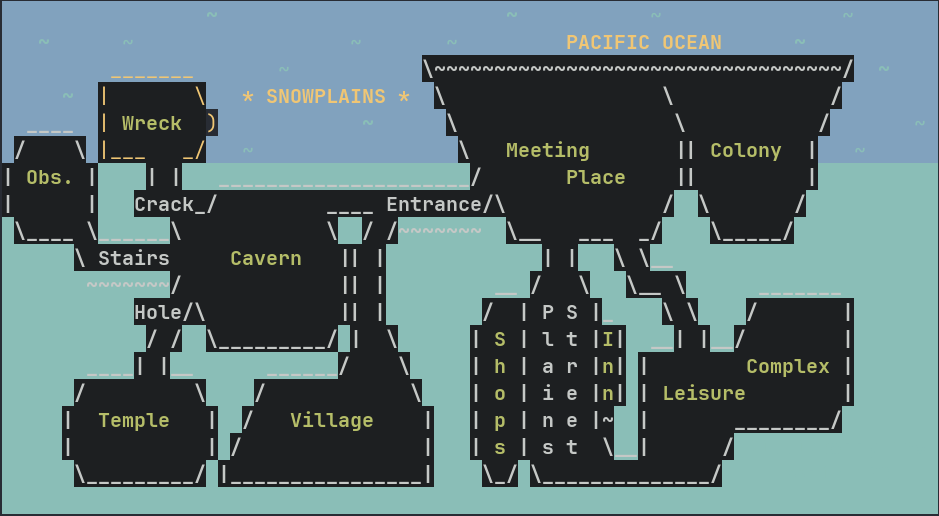 PACIFIC OCEAN
* SNOWPLAINS *
Wreck
Meeting
Place
Colony
Obs.
Crack
Entrance
Stairs
Cavern
Hole
Plaine
Street
Shops
Inn
Complex
Leisure
Temple
Village